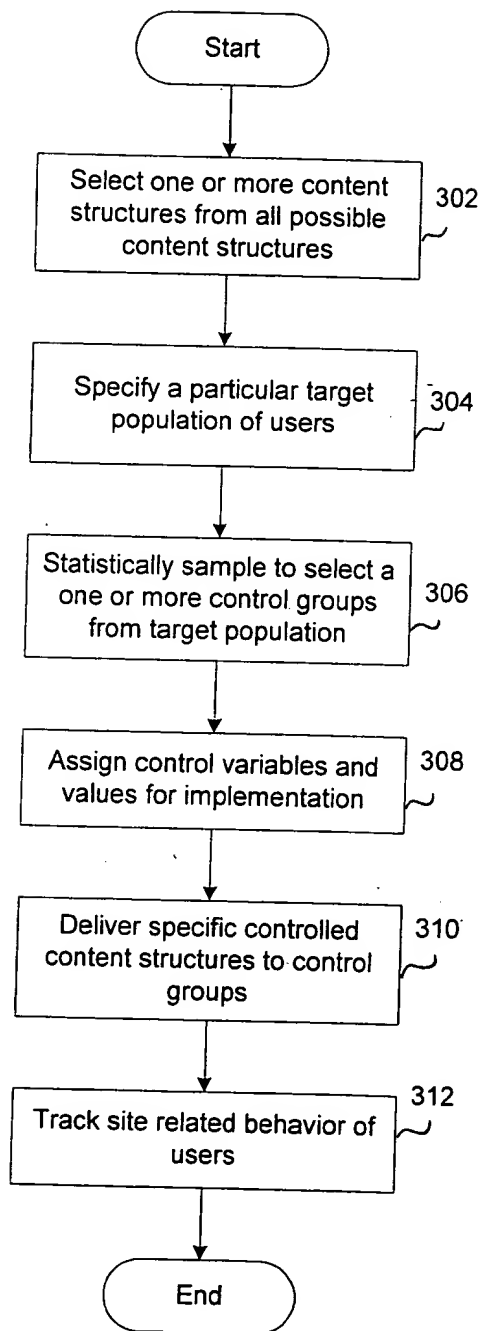 Start
Select one or more content
structures from all possible
content structures
302
Specify a particular target
population of users
304
Statistically sample to select a
one or more control groups
from target population
306
Assign control variables and
values for implementation
308
Deliver specific controlled
content structures to control
groups
310
Track site related behavior of
users
312
End